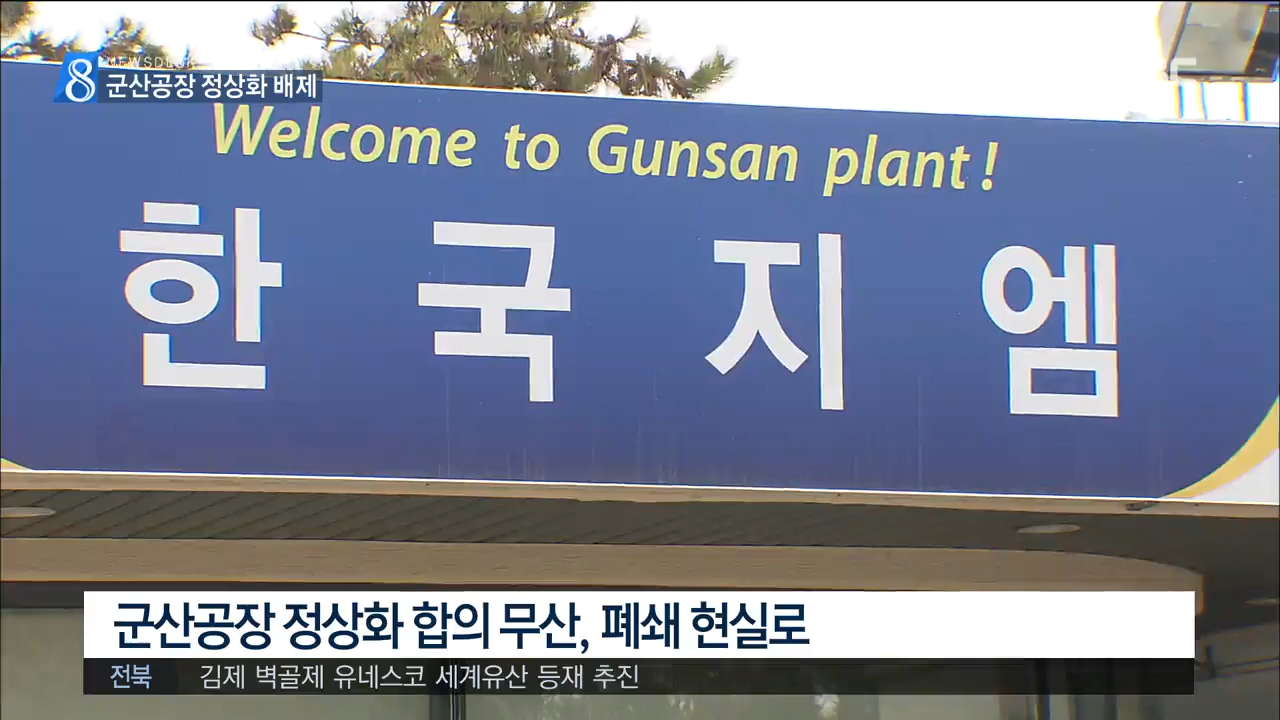 NEWSDESK
8 군산공장 정상화 배제
Welcome to Gunsan plant!
한국지엠
군산공장 정상화 합의 무산, 폐쇄 현실로
전북 김제 벽골제 유네스코 세계유산 등재 추진